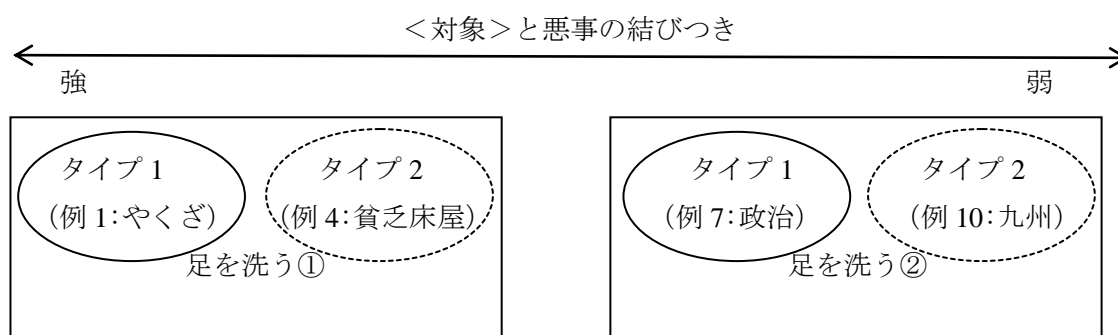 ＜対象＞と悪事の結びつき
強 弱
タイプ 1 タイプ 2 タイプ 1 タイプ 2
(例 1:やくざ) (例 4:貧乏床屋) (例 7:政治) (例 10:九州)
足を洗う① 足を洗う②